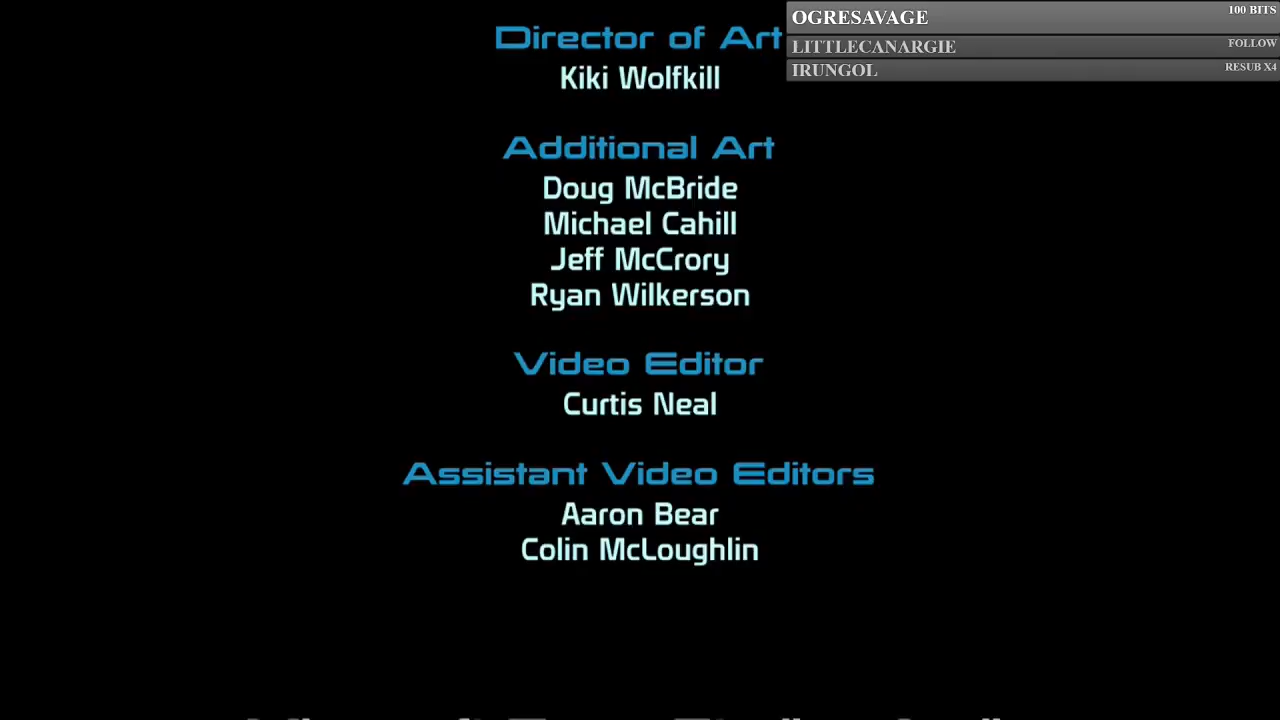 Director of Art
Kiki Wolfkill
OGRESAVAGE 100 BITS
LITTLECANARGIE FOLLOW
IRUNGOL RESUB X4
Additional Art
Doug McBride
Michael Cahill
Jeff McCrory
Ryan Wilkerson
Video Editor
Curtis Neal
Assistant Video Editors
Aaron Bear
Colin McLoughlin